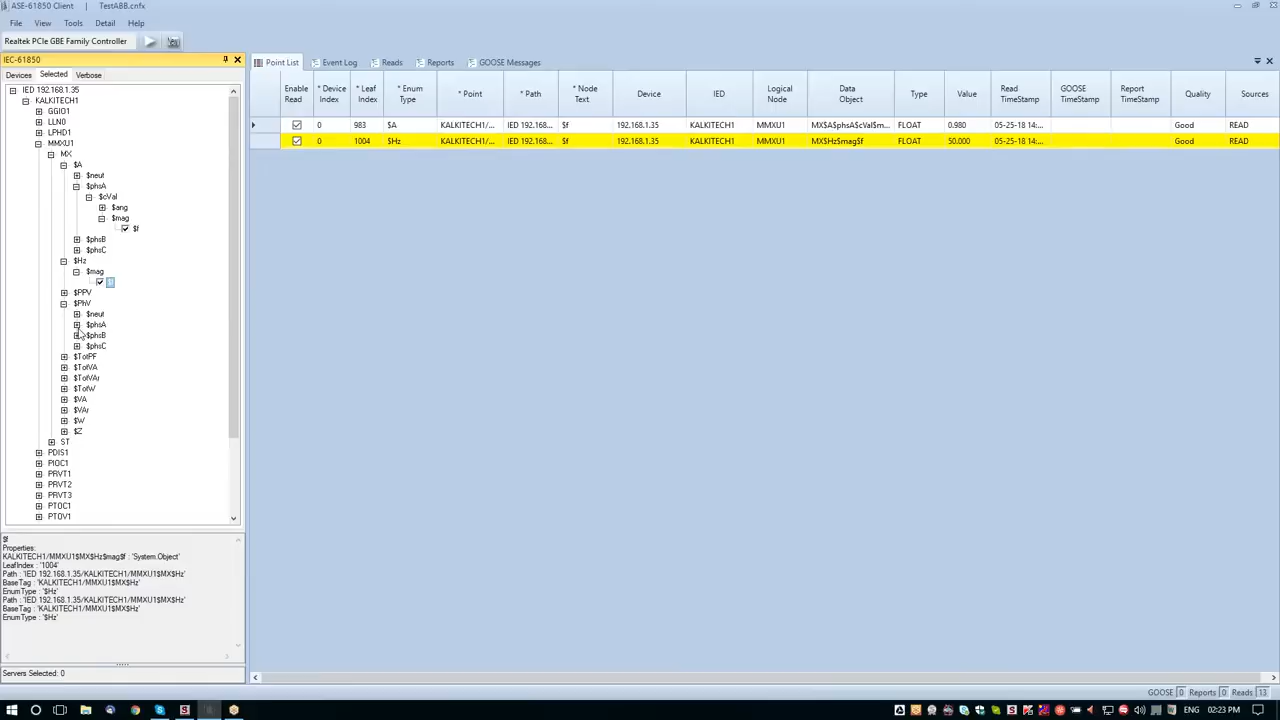 ASE-61850 Client TestABB.cnfx
File View Tools Detail Help
Realtek PCIe GBE Family Controller
IEC-61850
Devices Selected Verbose
IED 192.168.1.35
KALKITECH1
GGIO1
LLN0
LPHD1
MMXU1
MX
$A
$neut
$phsA
$cVal
$ang
$mag
$f
$phsB
$phsC
$Hz
$mag
$PPV
$PhV
$neut
$phsA
$phsB
$phsC
$TotPF
$TotVA
$TotVAr
$TotW
$VA
$VAr
$W
$Z
ST
PDIS1
PIOC1
PRVT1
PRVT2
PRVT3
PTOC1
PTOV1
$f
Properties:
KALKITECH1/MMXU1$MX$Hz$mag$f : 'System.Object'
LeafIndex : '1004'
Path : 'IED 192.168.1.35/KALKITECH1/MMXU1$MX$Hz'
BaseTag : 'KALKITECH1/MMXU1$MX$Hz'
EnumType : '$Hz'
Path : 'IED 192.168.1.35/KALKITECH1/MMXU1$MX$Hz'
BaseTag : 'KALKITECH1/MMXU1$MX$Hz'
EnumType : '$Hz'
Servers Selected: 0
Point List Event Log Reads Reports GOOSE Messages
Enable Read * Device Index * Leaf Index * Enum Type * Point * Path * Node Text Device IED Logical Node Data Object Type Value Read TimeStamp GOOSE TimeStamp Report TimeStamp Quality Sources
0 983 $A KALKITECH1/... IED 192.168... $f 192.168.1.35 KALKITECH1 MMXU1 MX$A$phsA$cVal$m... FLOAT 0.980 05-25-18 14:... Good READ
0 1004 $Hz KALKITECH1/... IED 192.168... $f 192.168.1.35 KALKITECH1 MMXU1 MX$Hz$mag$f FLOAT 50.000 05-25-18 14:... Good READ
GOOSE 0 Reports 0 Reads 13
ENG 02:23 PM